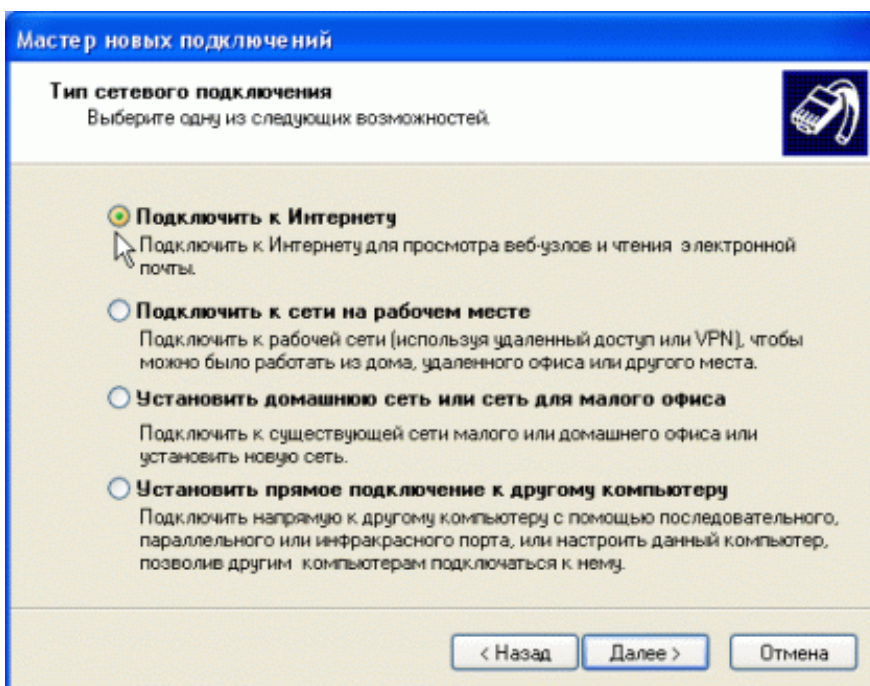 Мастер новых подключений
Тип сетевого подключения
Выберите одну из следующих возможностей.
Подключить к Интернету
Подключить к Интернету для просмотра веб-узлов и чтения электронной
почты.
Подключить к сети на рабочем месте
Подключить к рабочей сети (используя удаленный доступ или VPN), чтобы
можно было работать из дома, удаленного офиса или другого места.
Установить домашнюю сеть или сеть для малого офиса
Подключить к существующей сети малого или домашнего офиса или
установить новую сеть.
Установить прямое подключение к другому компьютеру
Подключить напрямую к другому компьютеру с помощью последовательного,
параллельного или инфракрасного порта, или настроить данный компьютер,
позволив другим компьютерам подключаться к нему.
< Назад Далее > Отмена